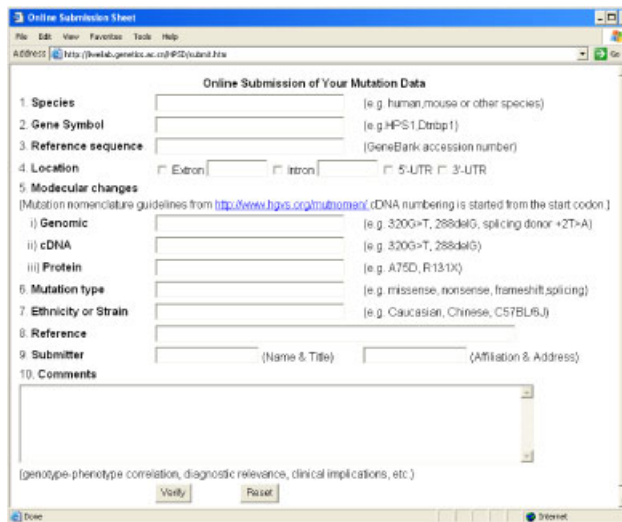 Online Submission Sheet
File Edit View Favorites Tools Help
Address http://liweilab.genetics.ac.cn/HPSD/submit.htm Go
Online Submission of Your Mutation Data
1. Species (e.g. human,mouse or other species)
2. Gene Symbol (e.g.HPS1,Dtnbp1)
3. Reference sequence (GeneBank accession number)
4. Location Extron Intron 5'-UTR 3'-UTR
5. Modecular changes
(Mutation nomenclature guidelines from http://www.hgvs.org/mutnomen/ cDNA numbering is started from the start codon.)
i) Genomic (e.g. 320G>T, 288delG, splicing donor +2T>A)
ii) cDNA (e.g. 320G>T, 288delG)
iii) Protein (e.g. A75D, R131X)
6. Mutation type (e.g. missense, nonsense, frameshift,splicing)
7. Ethnicity or Strain (e.g. Caucasian, Chinese, C57BL/6J)
8. Reference
9. Submitter (Name & Title) (Affiliation & Address)
10. Comments
(genotype-phenotype correlation, diagnostic relevance, clinical implications, etc.)
Verify Reset
Done Internet